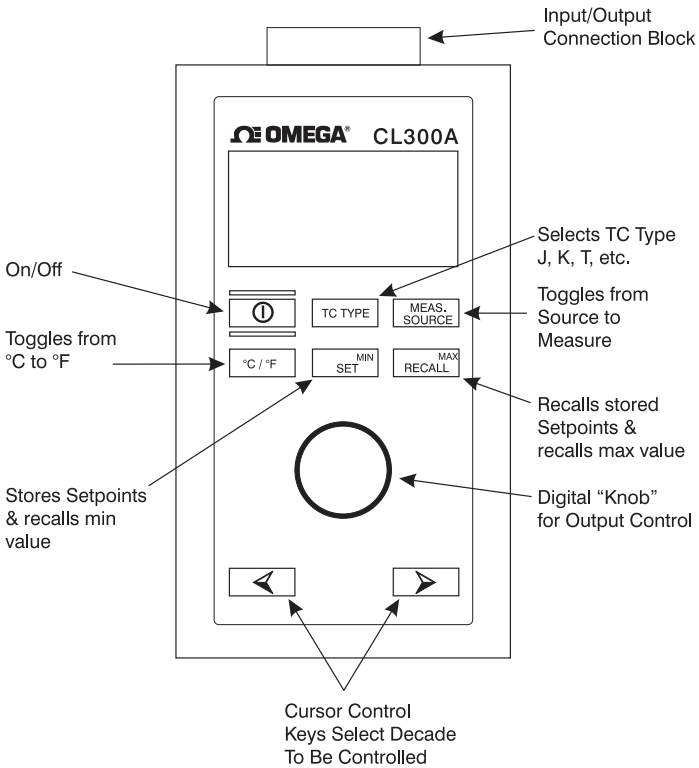 Input/Output
Connection Block
OMEGA®
CL300A
Selects TC Type
J, K, T, etc.
On/Off
TC TYPE
MEAS.
SOURCE
Toggles from
Source to
Measure
Toggles from
°C to °F
°C / °F
MIN
SET
MAX
RECALL
Recalls stored
Setpoints &
recalls max value
Stores Setpoints
& recalls min
value
Digital “Knob”
for Output Control
Cursor Control
Keys Select Decade
To Be Controlled